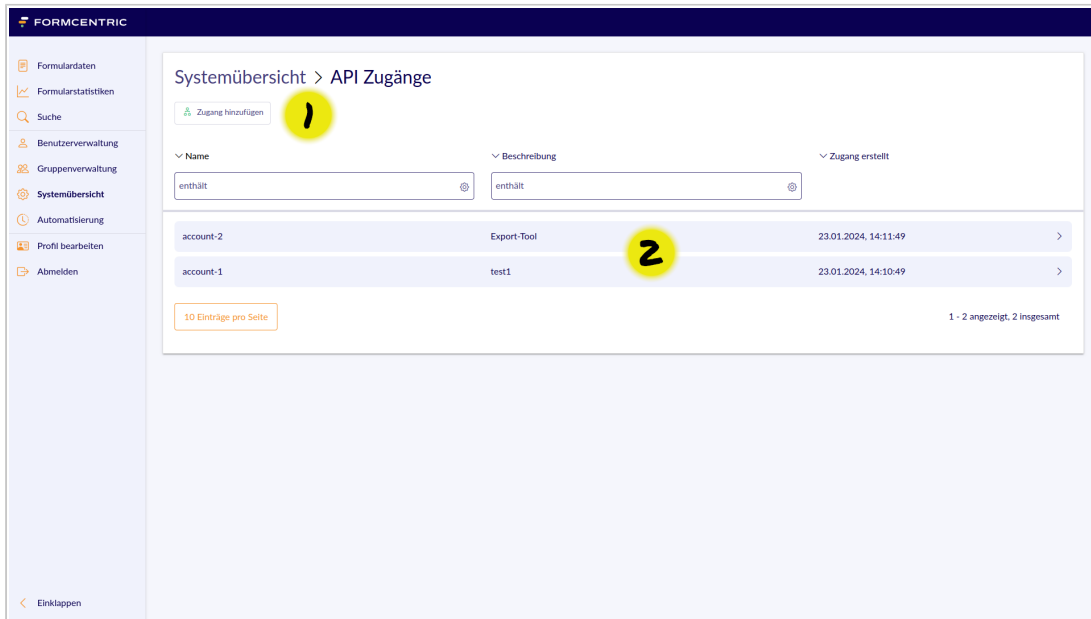 FORMCENTRIC
Formulardaten
Formularstatistiken
Suche
Benutzerverwaltung
Gruppenverwaltung
Systemübersicht
Automatisierung
Profil bearbeiten
Abmelden
Einklappen
Systemübersicht > API Zugänge
Zugang hinzufügen 1
Name Beschreibung Zugang erstellt
enthält enthält
account-2 Export-Tool 23.01.2024, 14:11:49
2
account-1 test1 23.01.2024, 14:10:49
10 Einträge pro Seite 1 - 2 angezeigt, 2 insgesamt